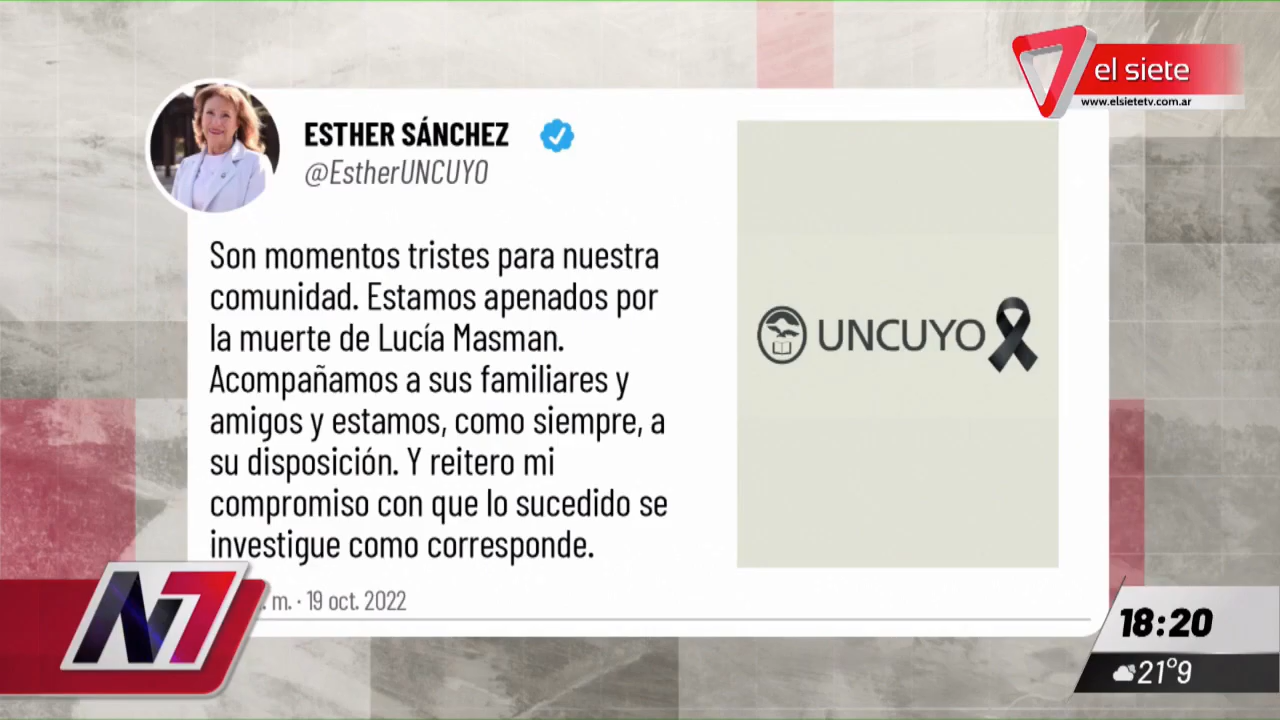 el siete
www.elsietetv.com.ar
ESTHER SÁNCHEZ
@EstherUNCUYO
Son momentos tristes para nuestra
comunidad. Estamos apenados por
la muerte de Lucía Masman.
Acompañamos a sus familiares y
amigos y estamos, como siempre, a
su disposición. Y reitero mi
compromiso con que lo sucedido se
investigue como corresponde.
. m. · 19 oct. 2022
UNCUYO
N7
18:20
21°9